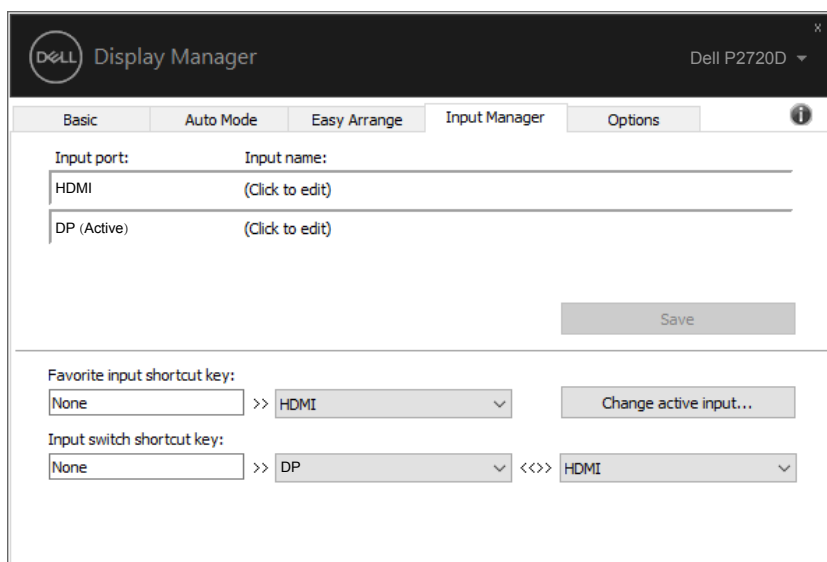 x
DELL Display Manager Dell P2720D
Basic Auto Mode Easy Arrange Input Manager Options i
Input port: Input name:
HDMI (Click to edit)
DP (Active) (Click to edit)
Save
Favorite input shortcut key:
None >> HDMI Change active input...
Input switch shortcut key:
None >> DP <<>> HDMI